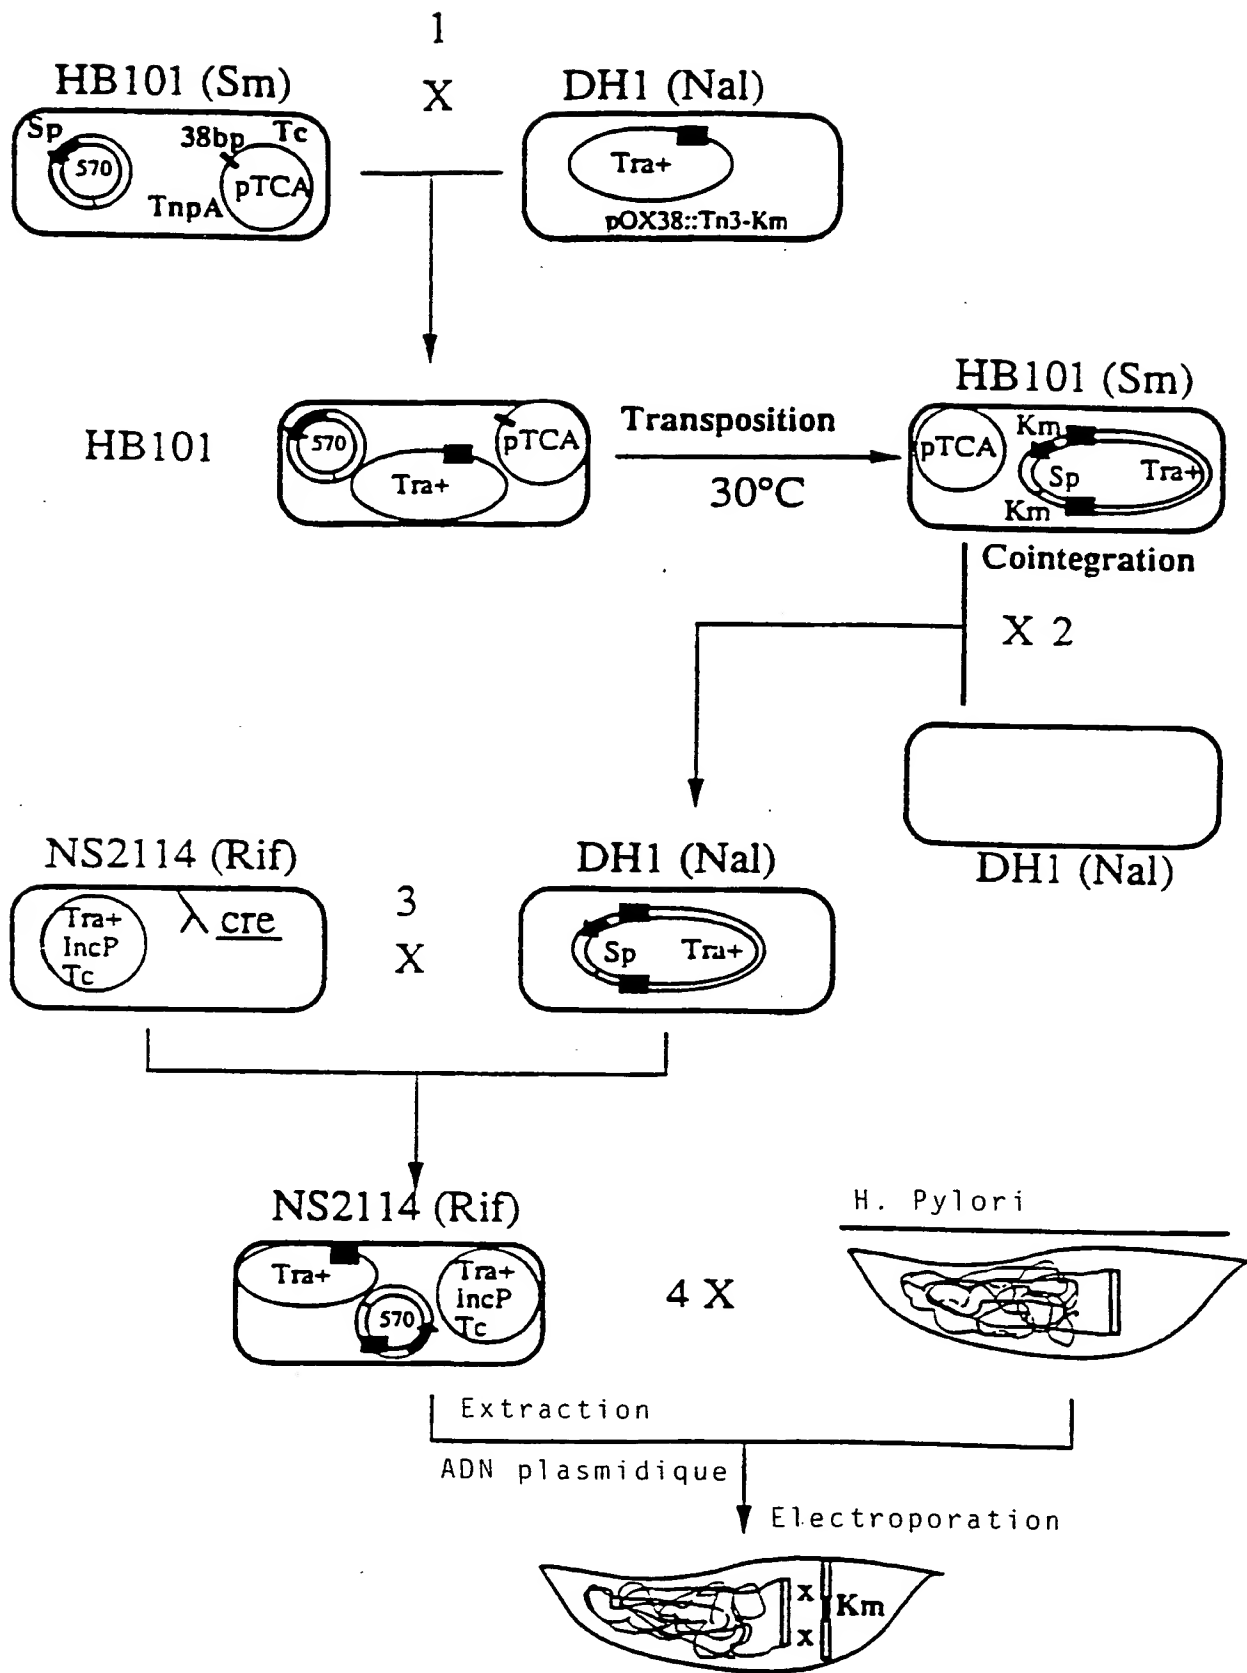 1
HB101 (Sm)
X
DH1 (Nal)
Sp
38bp
Tc
570
TnpA
pTCA
Tra+
pOX38::Tn3-Km
HB101
570
Tra+
pTCA
Transposition
30°C
HB101 (Sm)
pTCA
Km
Sp
Tra+
Km
Cointegration
X 2
DH1 (Nal)
NS2114 (Rif)
Tra+
IncP
Tc
λ cre
3
X
DH1 (Nal)
Sp
Tra+
NS2114 (Rif)
Tra+
570
Tra+
IncP
Tc
4 X
H. Pylori
Extraction
ADN plasmidique
Electroporation
x
Km
x